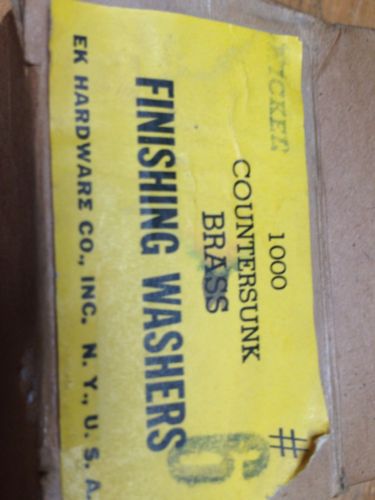 1000 #
COUNTERSUNK
BRASS 6
FINISHING WASHERS
EK HARDWARE CO., INC. N. Y., U. S. A.